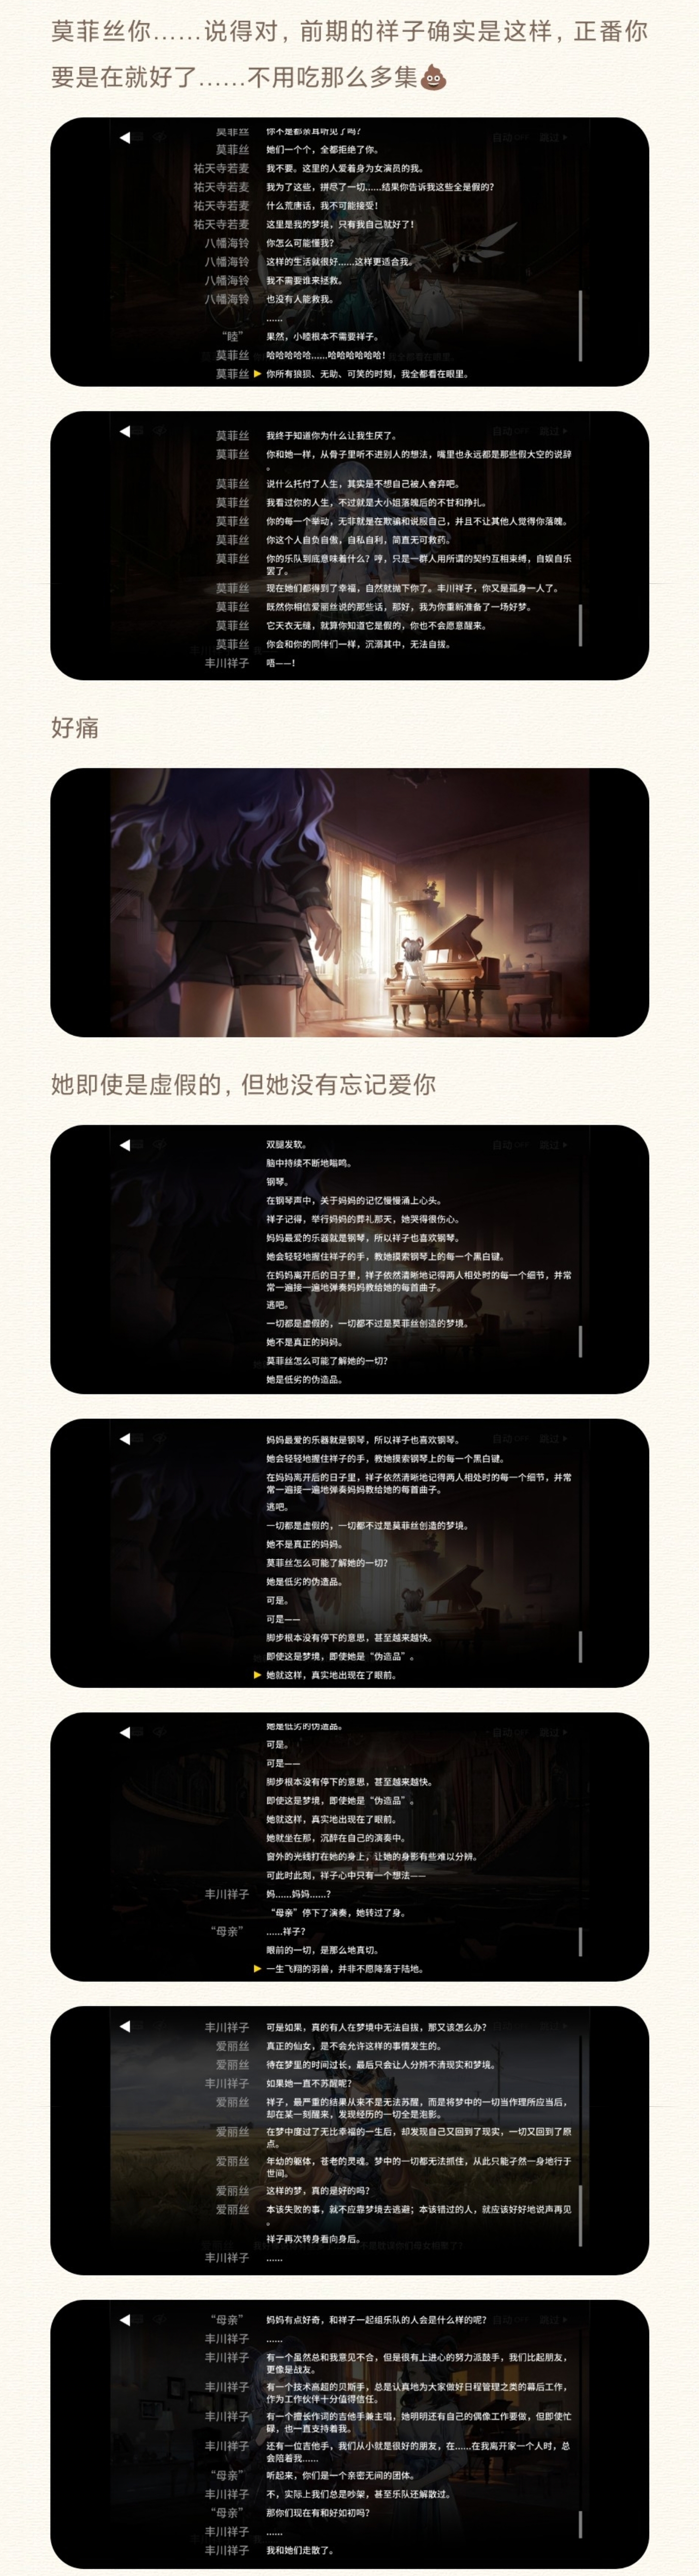 莫菲丝你……说得对，前期的祥子确实是这样，正番你
要是在就好了……不用吃那么多集💩
莫菲丝 你不是都亲耳听见了吗？
莫菲丝 她们一个个，全都拒绝了你。
祐天寺若麦 我不要。这里的人爱着身为女演员的我。
祐天寺若麦 我为了这些，拼尽了一切……结果你告诉我这些全是假的？
祐天寺若麦 什么荒唐话，我不可能接受！
祐天寺若麦 这里是我的梦境，只有我自己就好了！
八幡海铃 你怎么可能懂我？
八幡海铃 这样的生活就很好……这样更适合我。
八幡海铃 我不需要谁来拯救。
八幡海铃 也没有人能救我。
……
“睦” 果然，小睦根本不需要祥子。
莫菲丝 哈哈哈哈哈……哈哈哈哈哈哈！
莫菲丝 你所有狼狈、无助、可笑的时刻，我全都看在眼里。
莫菲丝 我终于知道你为什么让我生厌了。
莫菲丝 你和她一样，从骨子里听不进别人的想法，嘴里也永远都是那些假大空的说辞
。
莫菲丝 说什么托付了人生，其实是不想自己被人舍弃吧。
莫菲丝 我看过你的人生，不过就是大小姐落魄后的不甘和挣扎。
莫菲丝 你的每一个举动，无非就是在欺骗和说服自己，并且不让其他人觉得你落魄。
莫菲丝 你这个人自负自傲，自私自利，简直无可救药。
莫菲丝 你的乐队到底意味着什么？哼，只是一群人用所谓的契约互相束缚，自娱自乐
罢了。
莫菲丝 现在她们都得到了幸福，自然就抛下你了。丰川祥子，你又是孤身一人了。
莫菲丝 既然你相信爱丽丝说的那些话，那好，我为你重新准备了一场好梦。
莫菲丝 它天衣无缝，就算你知道它是假的，你也不会愿意醒来。
莫菲丝 你会和你的同伴们一样，沉溺其中，无法自拔。
丰川祥子 唔——！
好痛
她即使是虚假的，但她没有忘记爱你
自动OFF 跳过
双腿发软。
脑中持续不断地嗡鸣。
钢琴。
在钢琴声中，关于妈妈的记忆慢慢涌上心头。
祥子记得，举行妈妈的葬礼那天，她哭得很伤心。
妈妈最爱的乐器就是钢琴，所以祥子也喜欢钢琴。
她会轻轻地握住祥子的手，教她摸索钢琴上的每一个黑白键。
在妈妈离开后的日子里，祥子依然清晰地记得两人相处时的每一个细节，并常
常一遍接一遍地弹奏妈妈教给她的每首曲子。
逃吧。
一切都是虚假的，一切都不过是莫菲丝创造的梦境。
她不是真正的妈妈。
莫菲丝怎么可能了解她的一切？
她是低劣的伪造品。
自动OFF 跳过
妈妈最爱的乐器就是钢琴，所以祥子也喜欢钢琴。
她会轻轻地握住祥子的手，教她摸索钢琴上的每一个黑白键。
在妈妈离开后的日子里，祥子依然清晰地记得两人相处时的每一个细节，并常
常一遍接一遍地弹奏妈妈教给她的每首曲子。
逃吧。
一切都是虚假的，一切都不过是莫菲丝创造的梦境。
她不是真正的妈妈。
莫菲丝怎么可能了解她的一切？
她是低劣的伪造品。
可是。
可是——
脚步根本没有停下的意思，甚至越来越快。
即使这是梦境，即使她是“伪造品”。
她就这样，真实地出现在了眼前。
自动OFF 跳过
她是低劣的伪造品。
可是。
可是——
脚步根本没有停下的意思，甚至越来越快。
即使这是梦境，即使她是“伪造品”。
她就这样，真实地出现在了眼前。
她就坐在那，沉醉在自己的演奏中。
窗外的光线打在她的身上，让她的身影有些难以分辨。
可此时此刻，祥子心中只有一个想法——
丰川祥子 妈……妈妈……？
“母亲”停下了演奏，她转过了身。
“母亲” ……祥子？
眼前的一切，是那么地真切。
一生飞翔的羽兽，并非不愿降落于陆地。
丰川祥子 可是如果，真的有人在梦境中无法自拔，那又该怎么办？
爱丽丝 真正的仙女，是不会允许这样的事情发生的。
爱丽丝 待在梦里的时间过长，最后只会让人分辨不清现实和梦境。
丰川祥子 如果她一直不苏醒呢？
爱丽丝 祥子，最严重的结果从来不是无法苏醒，而是将梦中的一切当作理所应当后，
却在某一刻醒来，发现经历的一切全是泡影。
爱丽丝 在梦中度过了无比幸福的一生后，却发现自己又回到了现实，一切又回到了原
点。
爱丽丝 年幼的躯体，苍老的灵魂。梦中的一切都无法抓住，从此只能孑然一身地行于
世间。
爱丽丝 这样的梦，真的是好的吗？
爱丽丝 本该失败的事，就不应靠梦境去逃避；本该错过的人，就应该好好地说声再见
。
祥子再次转身看向身后。
丰川祥子 ……
“母亲” 妈妈有点好奇，和祥子一起组乐队的人会是什么样的呢？
丰川祥子 ……
丰川祥子 有一个虽然总和我意见不合，但是很有上进心的努力派鼓手，我们比起朋友，
更像是战友。
丰川祥子 有一个技术高超的贝斯手，总是认真地为大家做好日程管理之类的幕后工作，
作为工作伙伴十分值得信任。
丰川祥子 有一个擅长作词的吉他手兼主唱，她明明还有自己的偶像工作要做，但即使忙
碌，也一直支持着我。
丰川祥子 还有一位吉他手，我们从小就是很好的朋友，在……在我离开家一个人时，总
会陪着我……
“母亲” 听起来，你们是一个亲密无间的团体。
丰川祥子 不，实际上我们总是吵架，甚至乐队还解散过。
“母亲” 那你们现在有和好如初吗？
丰川祥子 ……
丰川祥子 我和她们走散了。